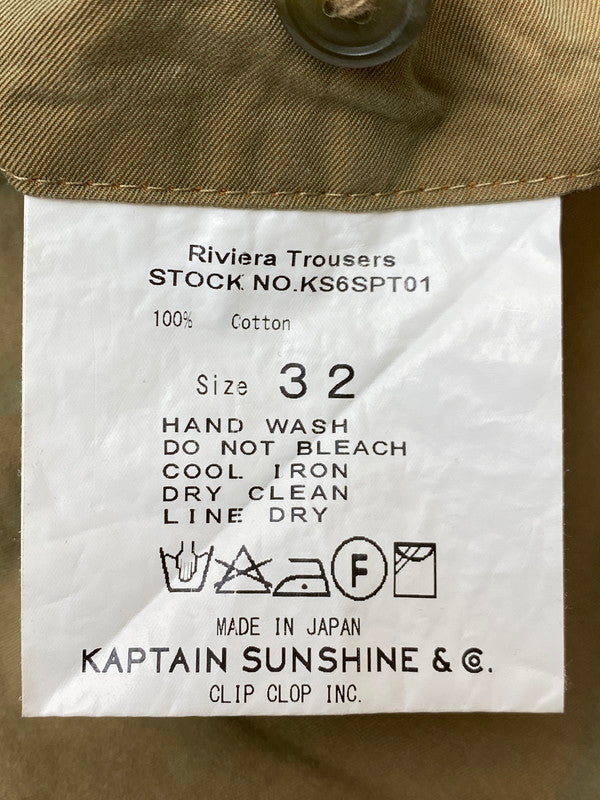 Riviera Trousers
STOCK NO.KS6SPT01
100% Cotton
Size 32
HAND WASH
DO NOT BLEACH
COOL IRON
DRY CLEAN
LINE DRY
F
MADE IN JAPAN
KAPTAIN SUNSHINE & Co.
CLIP CLOP INC.